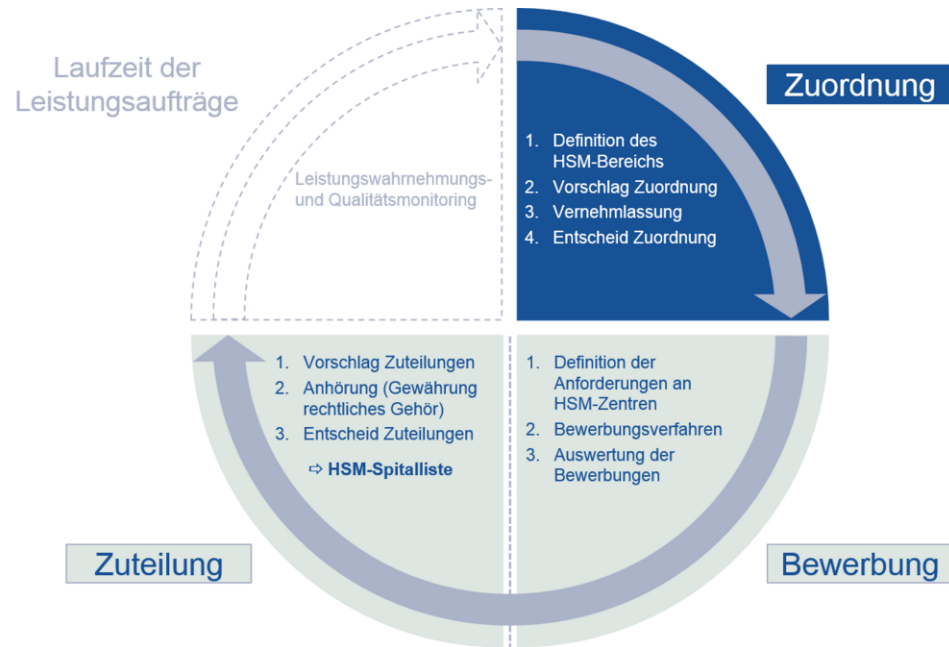 Laufzeit der
Leistungsaufträge
Leistungswahrnehmungs-
und Qualitätsmonitoring
Zuordnung
1. Definition des
HSM-Bereichs
2. Vorschlag Zuordnung
3. Vernehmlassung
4. Entscheid Zuordnung
1. Vorschlag Zuteilungen
2. Anhörung (Gewährung
rechtliches Gehör)
3. Entscheid Zuteilungen
⇨ HSM-Spitalliste
Zuteilung
1. Definition der
Anforderungen an
HSM-Zentren
2. Bewerbungsverfahren
3. Auswertung der
Bewerbungen
Bewerbung